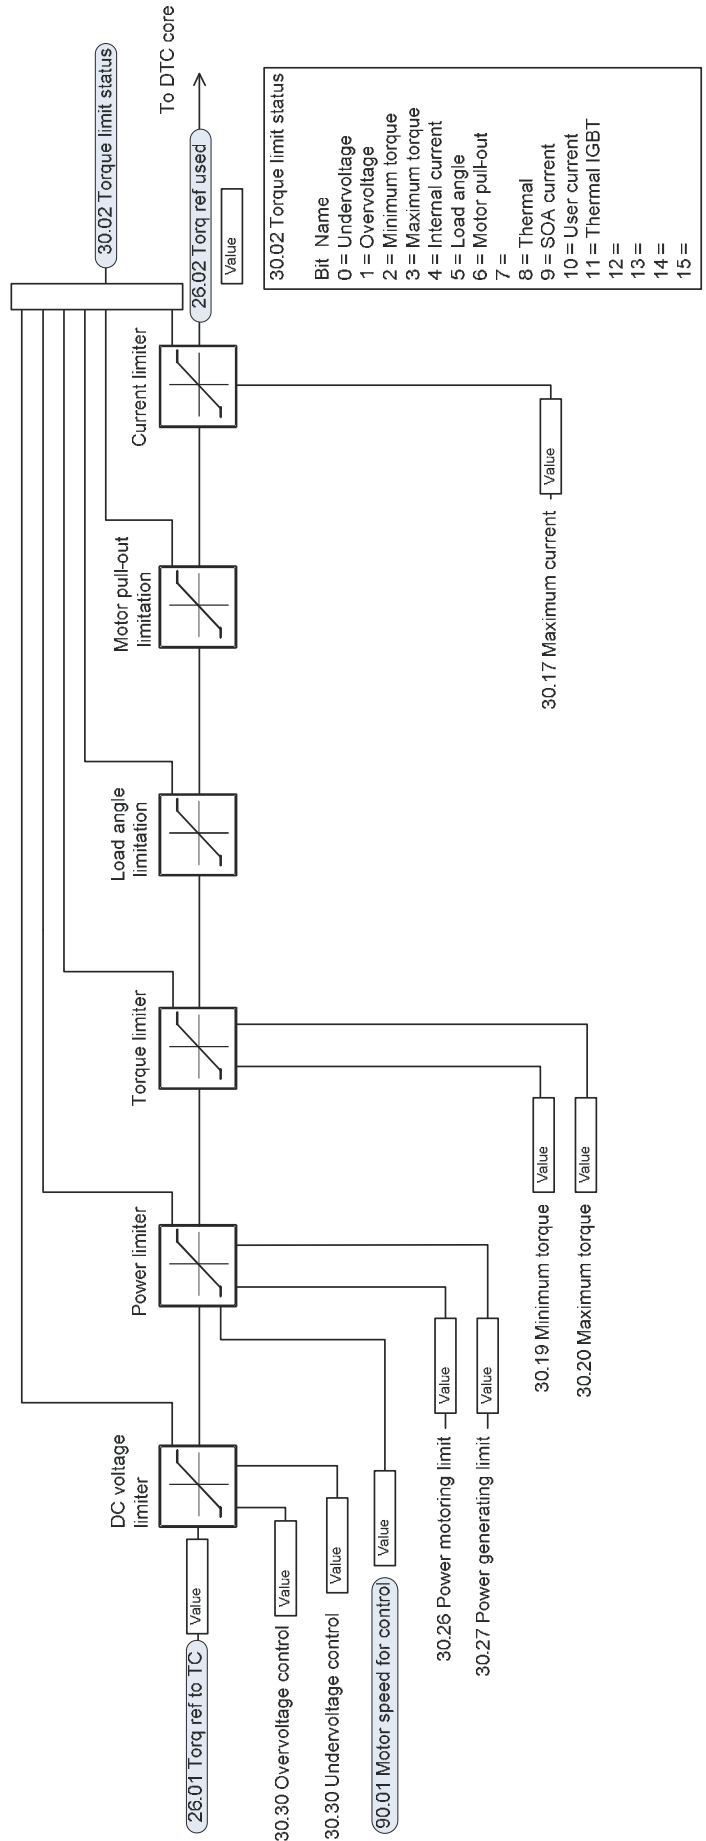 30.02 Torque limit status
To DTC core
DC voltage
limiter
Power limiter
Torque limiter
Load angle
limitation
Motor pull-out
limitation
Current limiter
26.01 Torq ref to TC
Value
26.02 Torq ref used
Value
30.30 Overvoltage control
Value
30.30 Undervoltage control
Value
90.01 Motor speed for control
Value
30.26 Power motoring limit
Value
30.27 Power generating limit
Value
30.19 Minimum torque
Value
30.20 Maximum torque
Value
30.17 Maximum current
Value
30.02 Torque limit status
Bit Name
0 = Undervoltage
1 = Overvoltage
2 = Minimum torque
3 = Maximum torque
4 = Internal current
5 = Load angle
6 = Motor pull-out
7 =
8 = Thermal
9 = SOA current
10 = User current
11 = Thermal IGBT
12 =
13 =
14 =
15 =